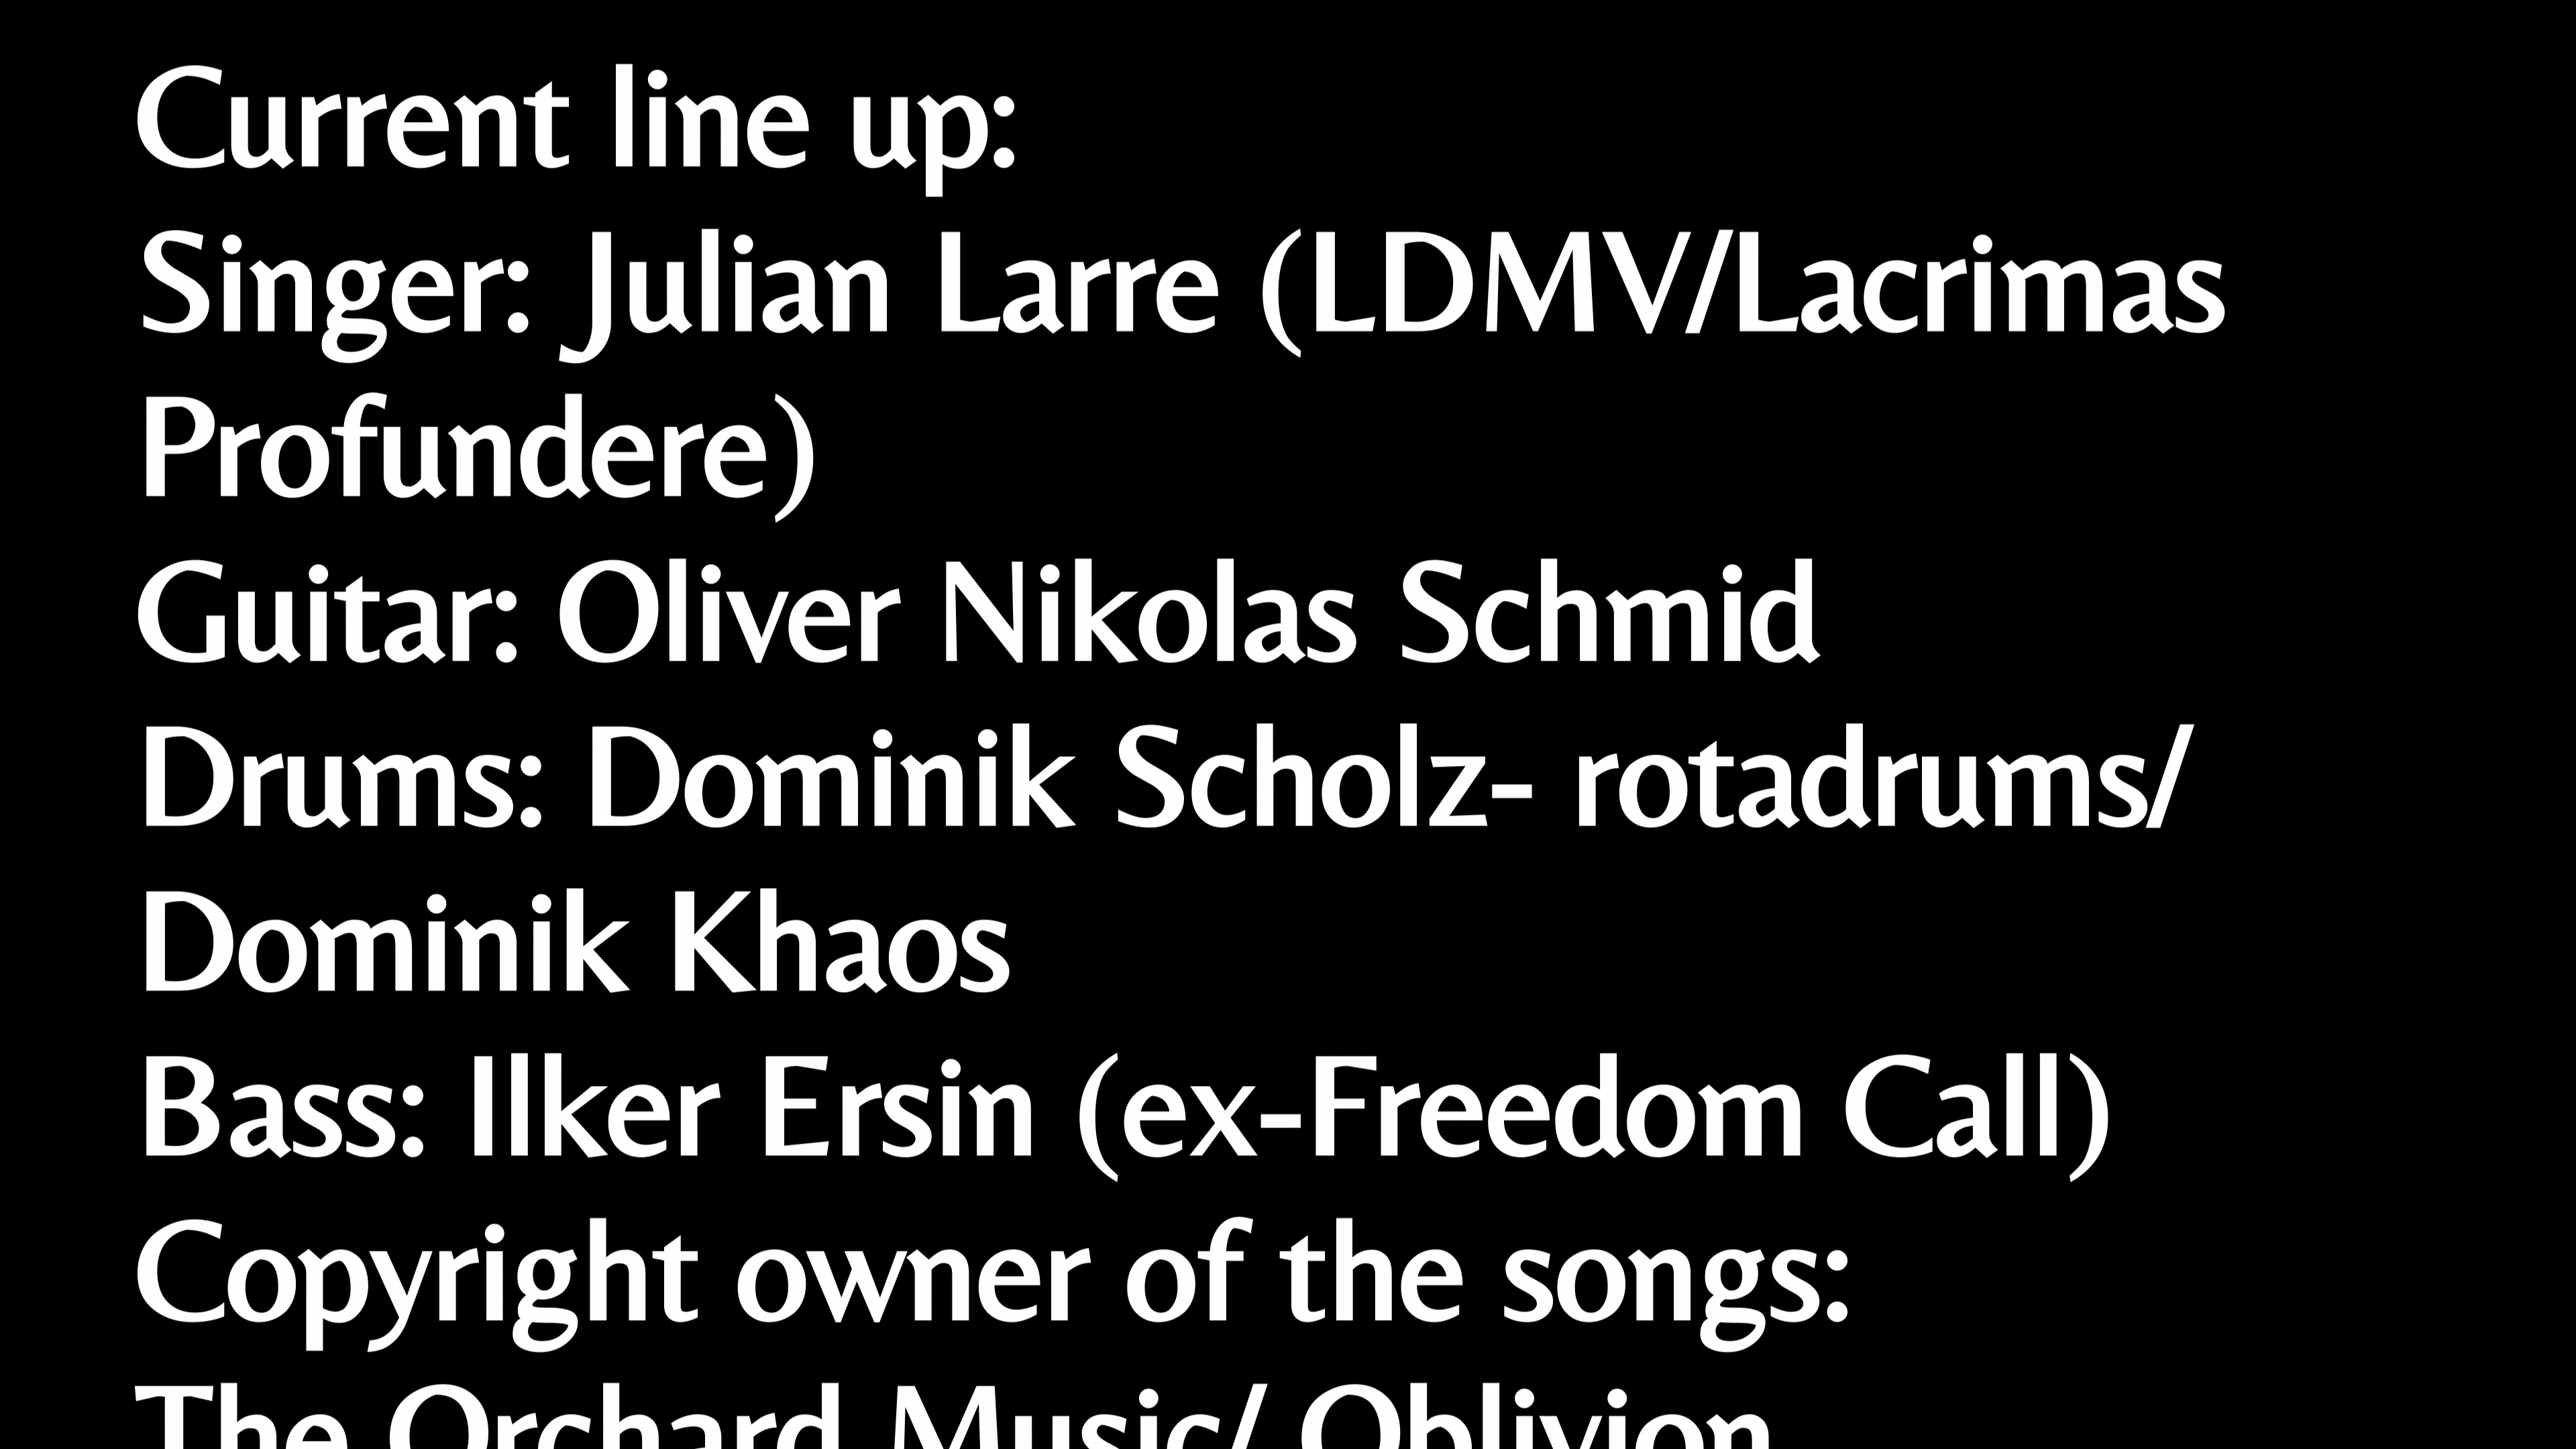 Current line up:
Singer: Julian Larre (LDMV/Lacrimas
Profundere)
Guitar: Oliver Nikolas Schmid
Drums: Dominik Scholz- rotadrums/
Dominik Khaos
Bass: Ilker Ersin (ex-Freedom Call)
Copyright owner of the songs:
The Orchard Music/ Oblivion